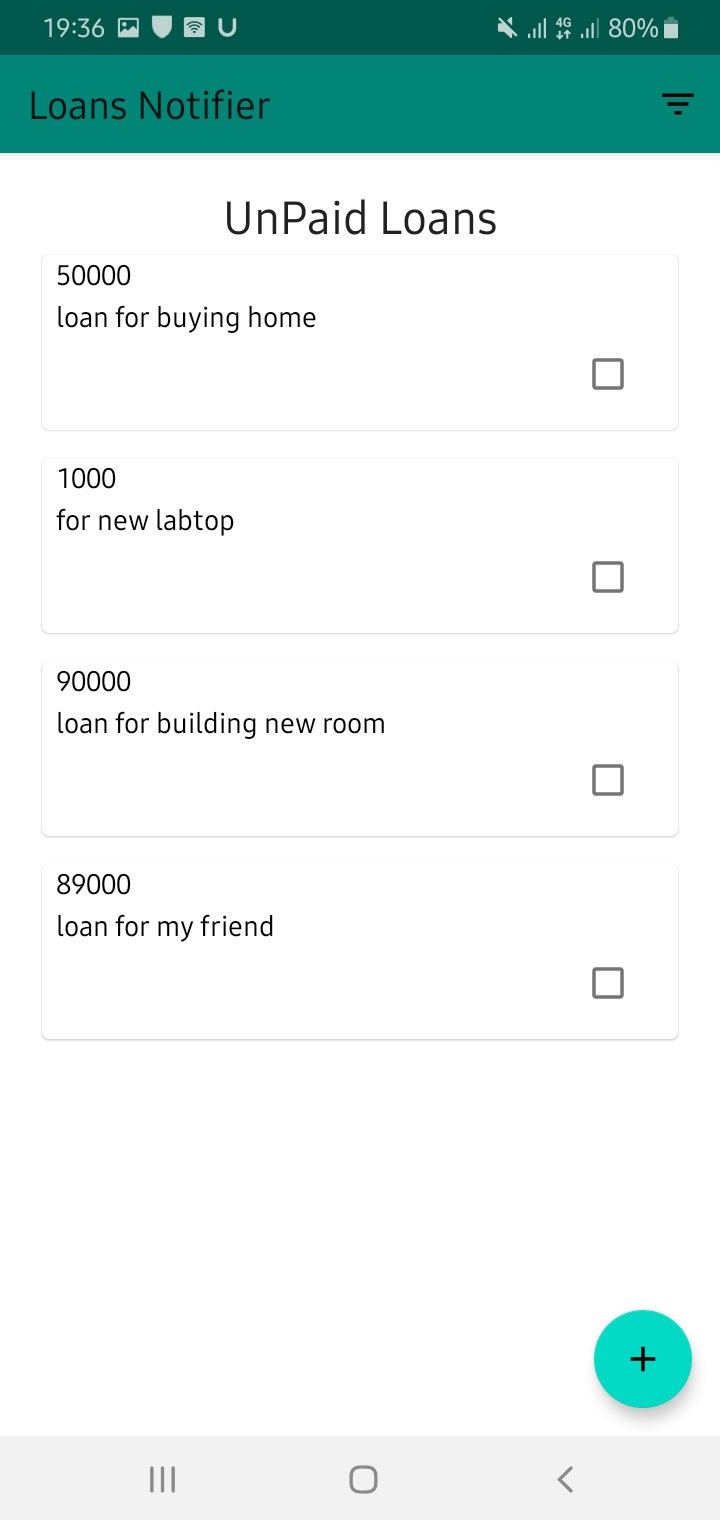 19:36 4G 80%
Loans Notifier
UnPaid Loans
50000
loan for buying home
1000
for new labtop
90000
loan for building new room
89000
loan for my friend
+